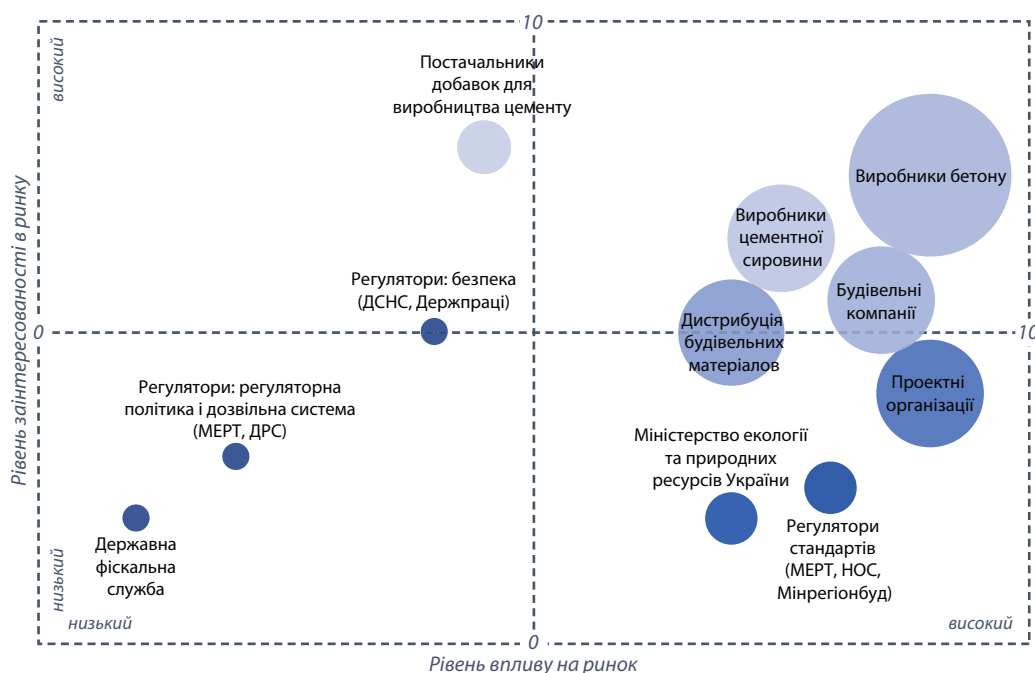 10
високий
Постачальники
добавок для
виробництва цементу
Виробники бетону
Виробники
цементної
сировини
Рівень заінтересованості в ринку
Регулятори: безпека
(ДСНС, Держпраці)
Будівельні
компанії
0
Дистрибуція
будівельних
матеріалов
10
Регулятори: регуляторна
політика і дозвільна система
(МЕРТ, ДРС)
Проектні
організації
Міністерство екології
та природних
ресурсів України
Державна
фіскальна
служба
Регулятори
стандартів
(МЕРТ, НОС,
Мінрегіонбуд)
низький
низький
високий
0
Рівень впливу на ринок